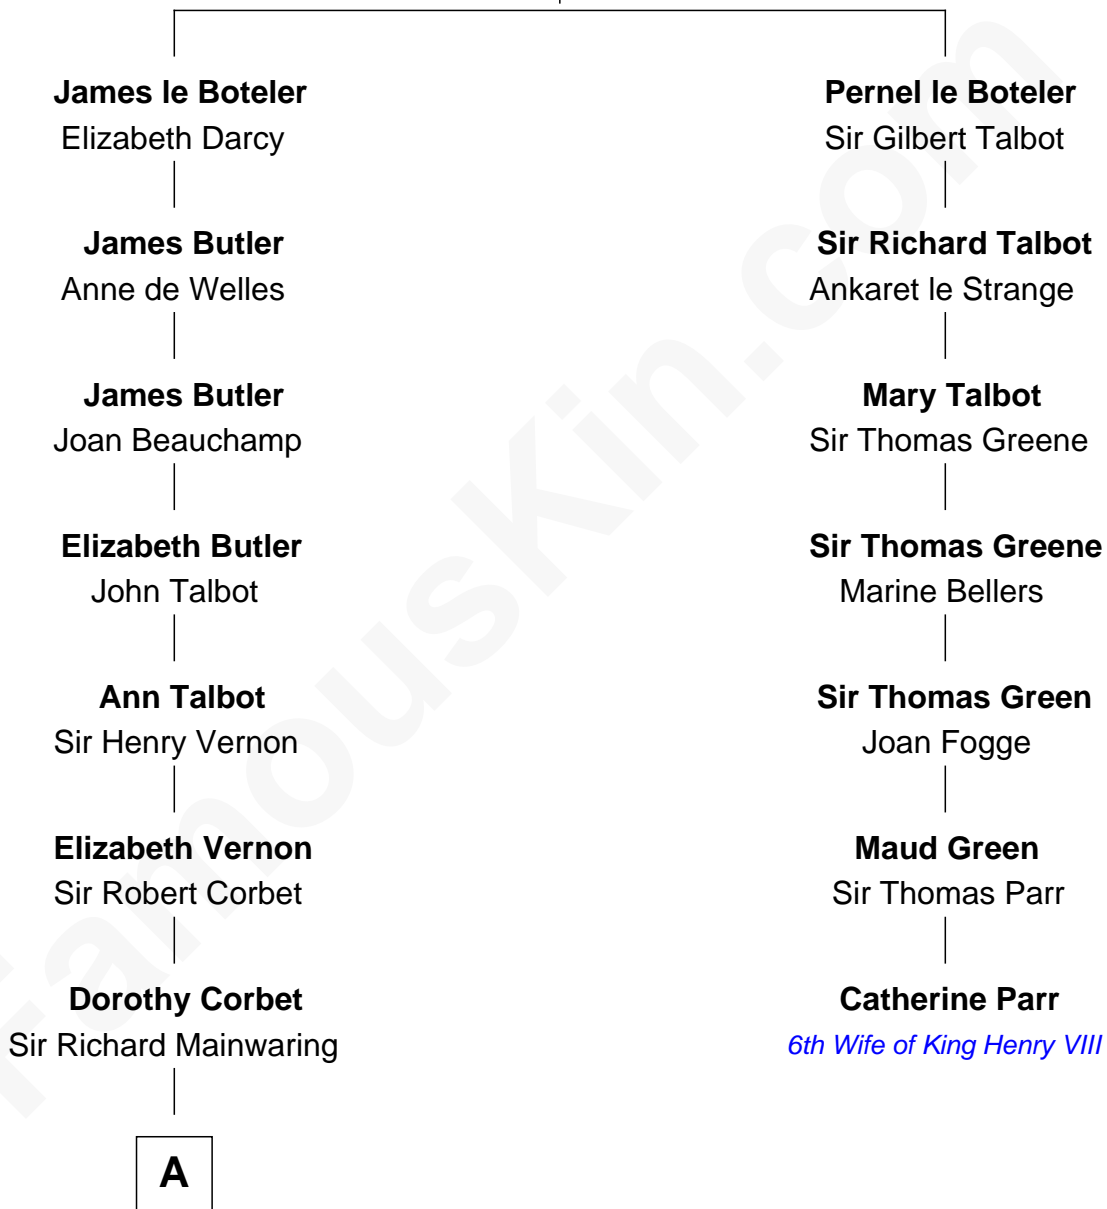 James le Boteler
Elizabeth Darcy
James Butler
Anne de Welles
James Butler
Joan Beauchamp
Elizabeth Butler
John Talbot
Ann Talbot
Sir Henry Vernon
Elizabeth Vernon
Sir Robert Corbet
Dorothy Corbet
Sir Richard Mainwaring
A
Pernel le Boteler
Sir Gilbert Talbot
Sir Richard Talbot
Ankaret le Strange
Mary Talbot
Sir Thomas Greene
Sir Thomas Greene
Marine Bellers
Sir Thomas Green
Joan Fogge
Maud Green
Sir Thomas Parr
Catherine Parr
6th Wife of King Henry VIII
FamousKin.com